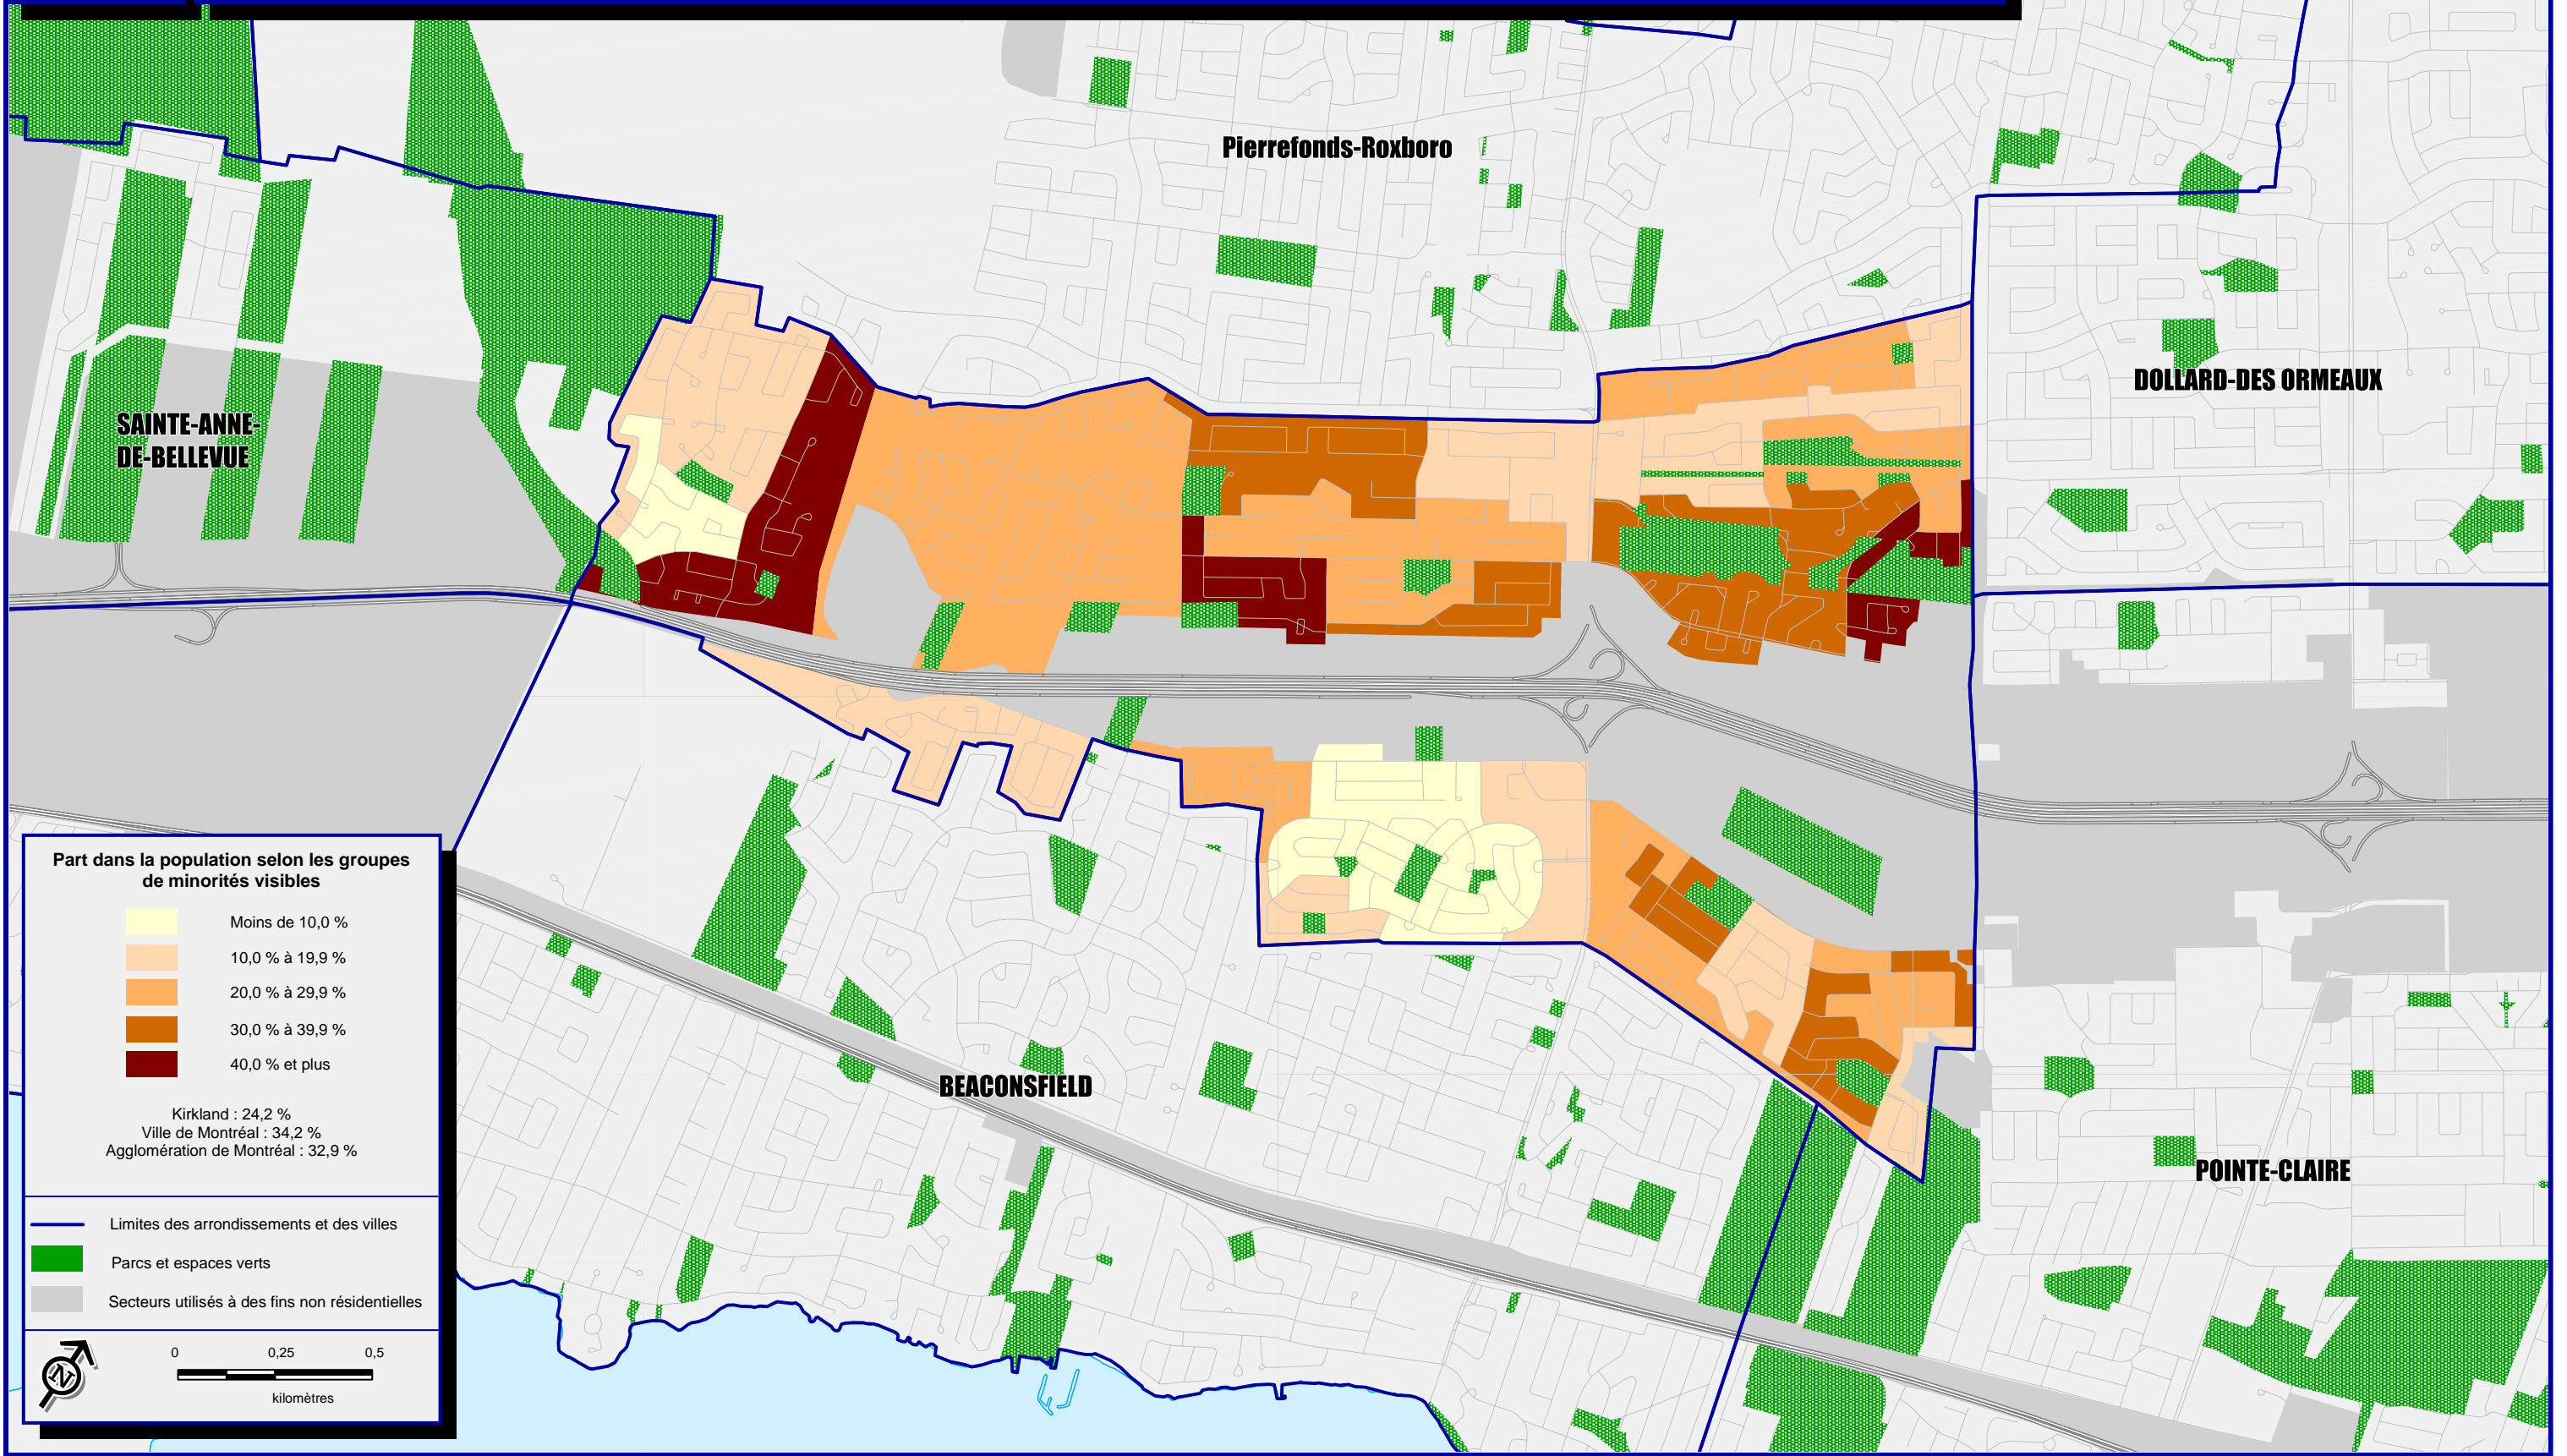 Pierrefonds-Roxboro
DOLLARD-DES ORMEAUX
SAINTE-ANNE-
DE-BELLEVUE
BEACONSFIELD
POINTE-CLAIRE
Part dans la population selon les groupes
de minorités visibles
Moins de 10,0 %
10,0 % à 19,9 %
20,0 % à 29,9 %
30,0 % à 39,9 %
40,0 % et plus
Kirkland : 24,2 %
Ville de Montréal : 34,2 %
Agglomération de Montréal : 32,9 %
Limites des arrondissements et des villes
Parcs et espaces verts
Secteurs utilisés à des fins non résidentielles
N
0 0,25 0,5
kilomètres